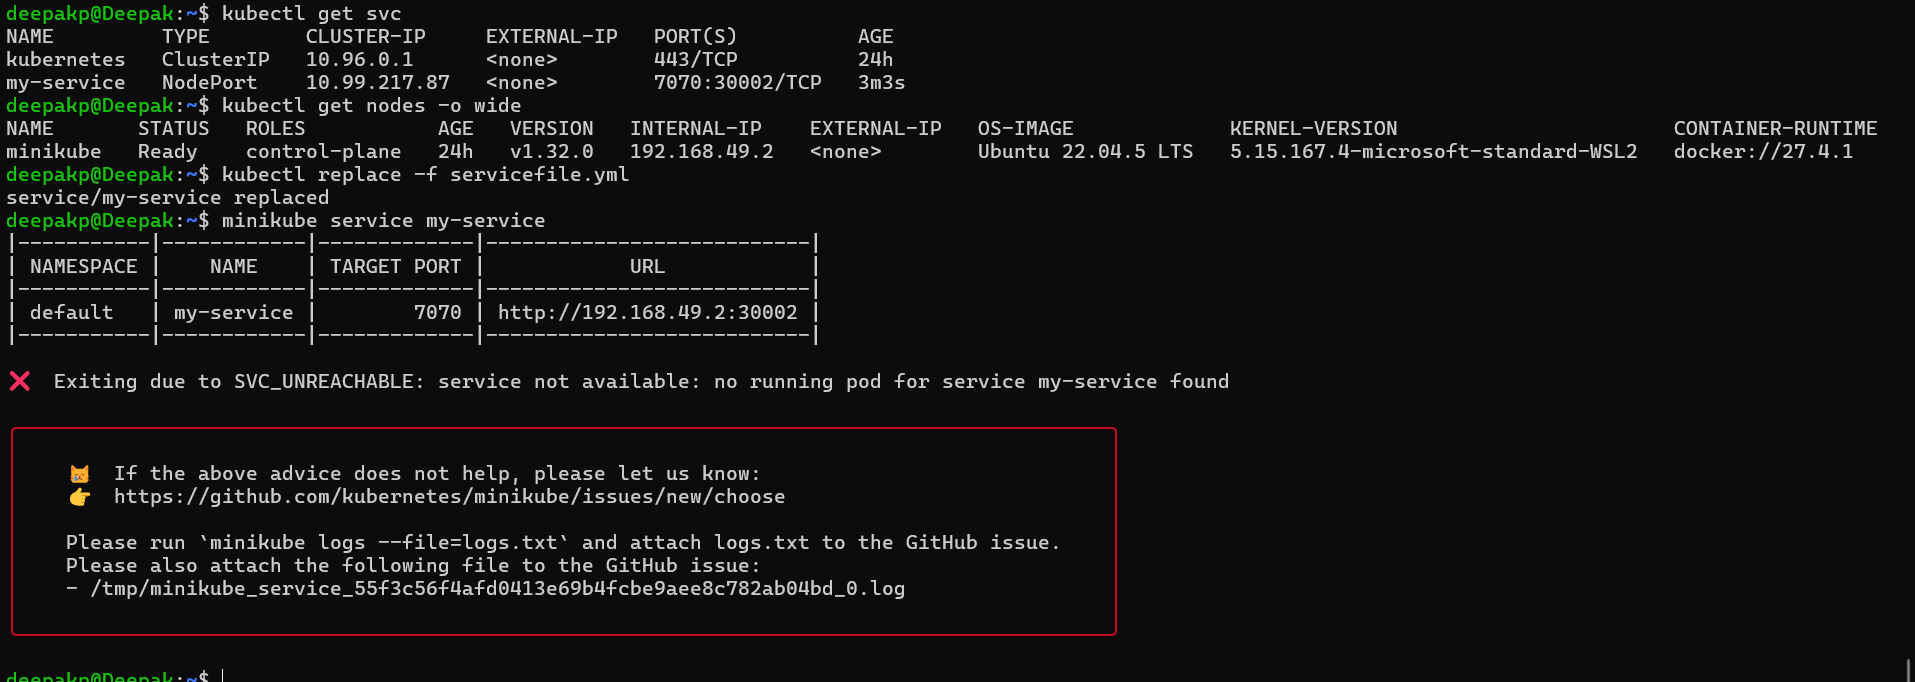 deepakp@Deepak:~$ kubectl get svc
NAME         TYPE        CLUSTER-IP     EXTERNAL-IP   PORT(S)          AGE
kubernetes   ClusterIP   10.96.0.1      <none>        443/TCP          24h
my-service   NodePort    10.99.217.87   <none>        7070:30002/TCP   3m3s
deepakp@Deepak:~$ kubectl get nodes -o wide
NAME       STATUS   ROLES           AGE   VERSION   INTERNAL-IP    EXTERNAL-IP   OS-IMAGE             KERNEL-VERSION                       CONTAINER-RUNTIME
minikube   Ready    control-plane   24h   v1.32.0   192.168.49.2   <none>        Ubuntu 22.04.5 LTS   5.15.167.4-microsoft-standard-WSL2   docker://27.4.1
deepakp@Deepak:~$ kubectl replace -f servicefile.yml
service/my-service replaced
deepakp@Deepak:~$ minikube service my-service
|-----------|------------|-------------|---------------------------|
| NAMESPACE |    NAME    | TARGET PORT |            URL            |
|-----------|------------|-------------|---------------------------|
| default   | my-service |        7070 | http://192.168.49.2:30002 |
|-----------|------------|-------------|---------------------------|
❌  Exiting due to SVC_UNREACHABLE: service not available: no running pod for service my-service found
😿  If the above advice does not help, please let us know:
👉  https://github.com/kubernetes/minikube/issues/new/choose
Please run `minikube logs --file=logs.txt` and attach logs.txt to the GitHub issue.
Please also attach the following file to the GitHub issue:
- /tmp/minikube_service_55f3c56f4afd0413e69b4fcbe9aee8c782ab04bd_0.log
deepakp@Deepak:~$